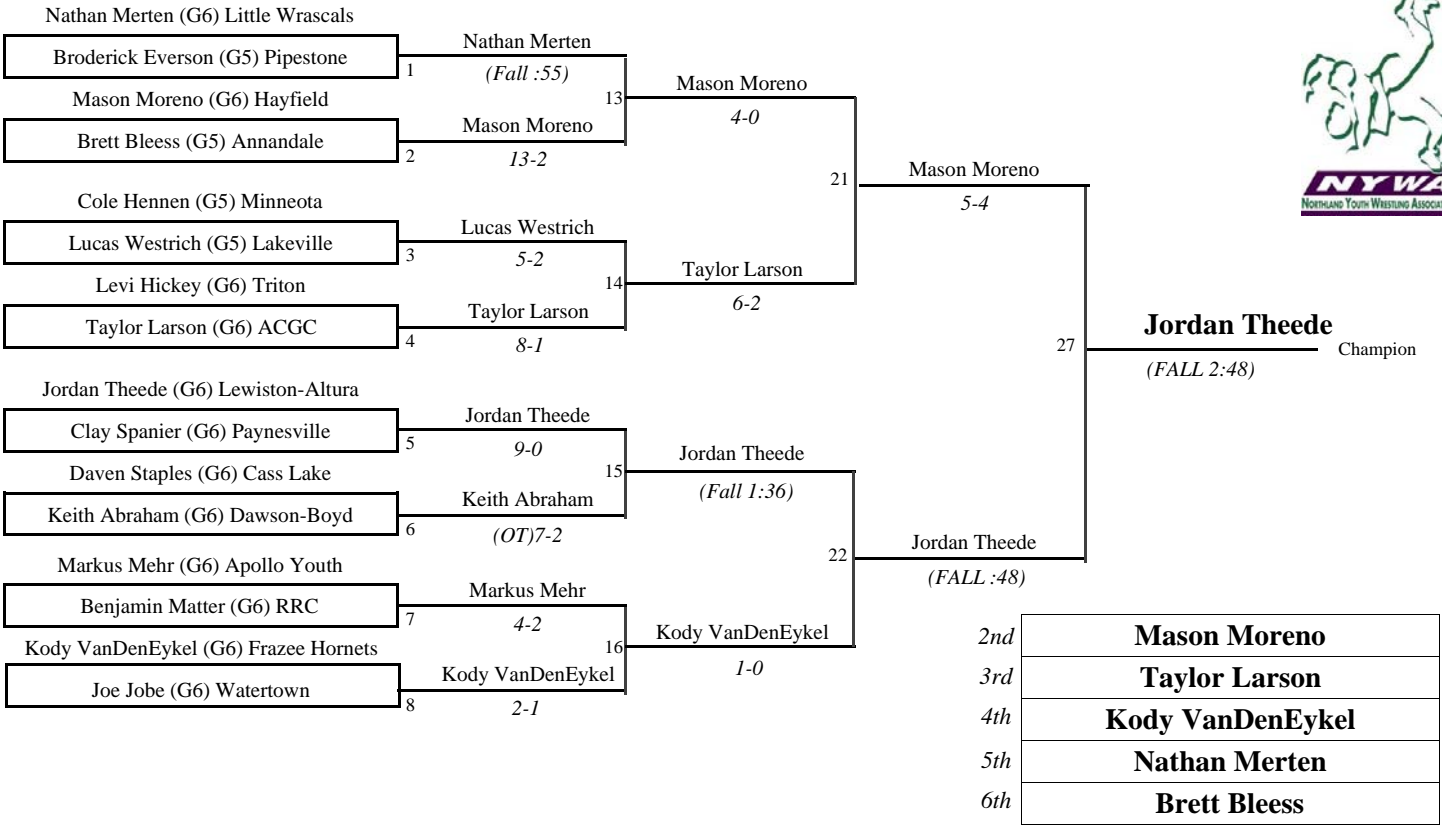 Nathan Merten (G6) Little Wrascals
Broderick Everson (G5) Pipestone
1
Nathan Merten
(Fall :55)
Mason Moreno (G6) Hayfield
Brett Bleess (G5) Annandale
2
Mason Moreno
13-2
13
Mason Moreno
4-0
Cole Hennen (G5) Minneota
Lucas Westrich (G5) Lakeville
3
Lucas Westrich
5-2
Levi Hickey (G6) Triton
Taylor Larson (G6) ACGC
4
Taylor Larson
8-1
14
Taylor Larson
6-2
21
Mason Moreno
5-4
Jordan Theede (G6) Lewiston-Altura
Clay Spanier (G6) Paynesville
5
Jordan Theede
9-0
Daven Staples (G6) Cass Lake
Keith Abraham (G6) Dawson-Boyd
6
Keith Abraham
(OT)7-2
15
Jordan Theede
(Fall 1:36)
Markus Mehr (G6) Apollo Youth
Benjamin Matter (G6) RRC
7
Markus Mehr
4-2
Kody VanDenEykel (G6) Frazee Hornets
Joe Jobe (G6) Watertown
8
Kody VanDenEykel
2-1
16
Kody VanDenEykel
1-0
22
Jordan Theede
(FALL :48)
27
Jordan Theede
Champion
(FALL 2:48)
NYWA
Northland Youth Wrestling
2nd Mason Moreno
3rd Taylor Larson
4th Kody VanDenEykel
5th Nathan Merten
6th Brett Bleess